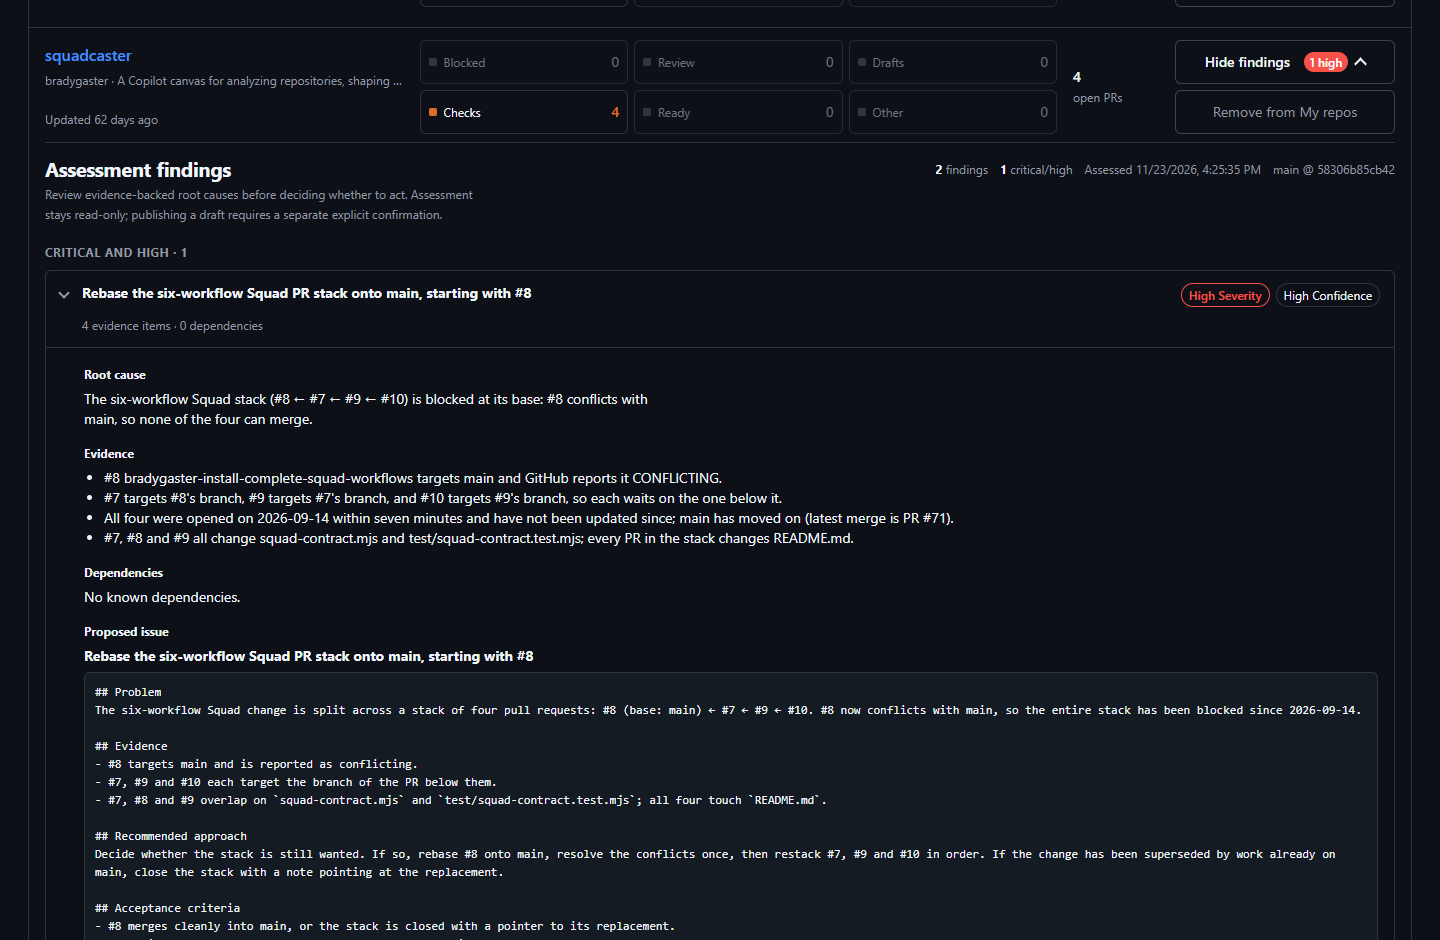 squadcaster
bradygaster · A Copilot canvas for analyzing repositories, shaping ...
Updated 62 days ago
Blocked 0
Review 0
Drafts 0
Checks 4
Ready 0
Other 0
4
open PRs
Hide findings 1 high
Remove from My repos
Assessment findings
2 findings 1 critical/high Assessed 11/23/2026, 4:25:35 PM main @ 58306b85cb42
Review evidence-backed root causes before deciding whether to act. Assessment
stays read-only; publishing a draft requires a separate explicit confirmation.
CRITICAL AND HIGH · 1
Rebase the six-workflow Squad PR stack onto main, starting with #8
High Severity High Confidence
4 evidence items · 0 dependencies
Root cause
The six-workflow Squad stack (#8 ← #7 ← #9 ← #10) is blocked at its base: #8 conflicts with
main, so none of the four can merge.
Evidence
• #8 bradygaster-install-complete-squad-workflows targets main and GitHub reports it CONFLICTING.
• #7 targets #8's branch, #9 targets #7's branch, and #10 targets #9's branch, so each waits on the one below it.
• All four were opened on 2026-09-14 within seven minutes and have not been updated since; main has moved on (latest merge is PR #71).
• #7, #8 and #9 all change squad-contract.mjs and test/squad-contract.test.mjs; every PR in the stack changes README.md.
Dependencies
No known dependencies.
Proposed issue
Rebase the six-workflow Squad PR stack onto main, starting with #8
## Problem
The six-workflow Squad change is split across a stack of four pull requests: #8 (base: main) ← #7 ← #9 ← #10. #8 now conflicts with main, so the entire stack has been blocked since 2026-09-14.
## Evidence
- #8 targets main and is reported as conflicting.
- #7, #9 and #10 each target the branch of the PR below them.
- #7, #8 and #9 overlap on `squad-contract.mjs` and `test/squad-contract.test.mjs`; all four touch `README.md`.
## Recommended approach
Decide whether the stack is still wanted. If so, rebase #8 onto main, resolve the conflicts once, then restack #7, #9 and #10 in order. If the change has been superseded by work already on
main, close the stack with a note pointing at the replacement.
## Acceptance criteria
- #8 merges cleanly into main, or the stack is closed with a pointer to its replacement.